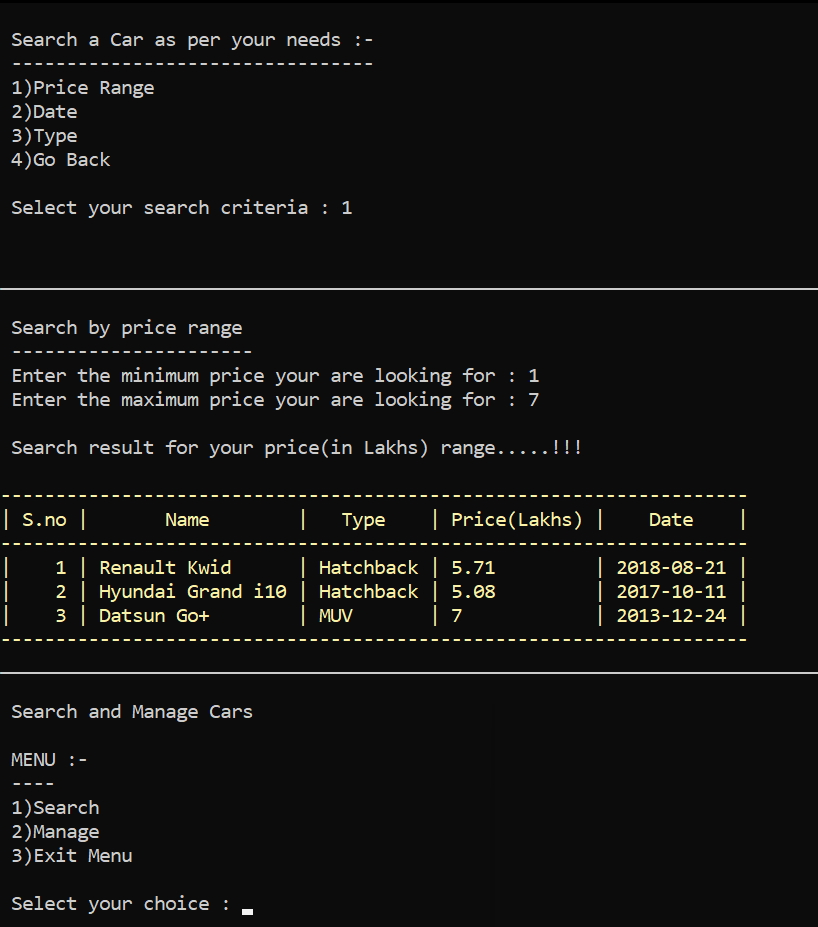 Search a Car as per your needs :-
---------------------------------
1)Price Range
2)Date
3)Type
4)Go Back
Select your search criteria : 1
Search by price range
----------------------
Enter the minimum price your are looking for : 1
Enter the maximum price your are looking for : 7
Search result for your price(in Lakhs) range.....!!!
--------------------------------------------------------------------
| S.no |       Name        |   Type    | Price(Lakhs) |    Date    |
--------------------------------------------------------------------
|    1 | Renault Kwid      | Hatchback | 5.71         | 2018-08-21 |
|    2 | Hyundai Grand i10 | Hatchback | 5.08         | 2017-10-11 |
|    3 | Datsun Go+        | MUV       | 7            | 2013-12-24 |
--------------------------------------------------------------------
Search and Manage Cars
MENU :-
----
1)Search
2)Manage
3)Exit Menu
Select your choice :